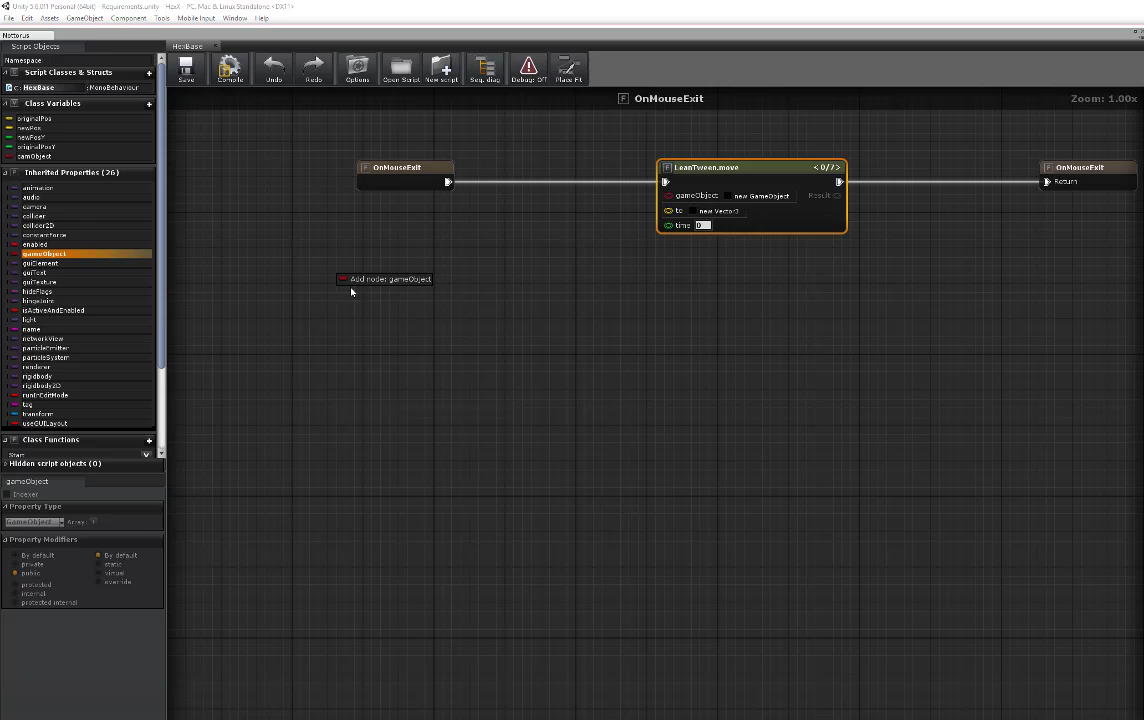 Unity 5.6.0f1 Personal (64bit) - Requirements.unity - HexX - PC, Mac & Linux Standalone <DX11>
File Edit Assets GameObject Component Tools Mobile Input Window Help
Nottorus
Script Objects
HexBase ×
Namespace
Script Classes & Structs +
C: HexBase :MonoBehaviour
Save Compile Undo Redo Options Open Script New script Seq. diag Debug: Off Place Fit
Class Variables +
F OnMouseExit
Zoom: 1.00x
originalPos
newPos
newPosY
originalPosY
camObject
Inherited Properties (26)
animation
audio
camera
collider
collider2D
constantForce
enabled
gameObject
guiElement
guiText
guiTexture
hideFlags
hingeJoint
isActiveAndEnabled
light
name
networkView
particleEmitter
particleSystem
renderer
rigidbody
rigidbody2D
runInEditMode
tag
transform
useGUILayout
Class Functions +
Start
Hidden script objects (0)
gameObject
Indexer
Property Type
GameObject Array:
Property Modifiers
By default By default
private static
public virtual
protected override
internal
protected internal
F OnMouseExit
F LeanTween.move < 0/7 >
gameObject new GameObject Result
to new Vector3
time 0
F OnMouseExit
Return
Add node: gameObject